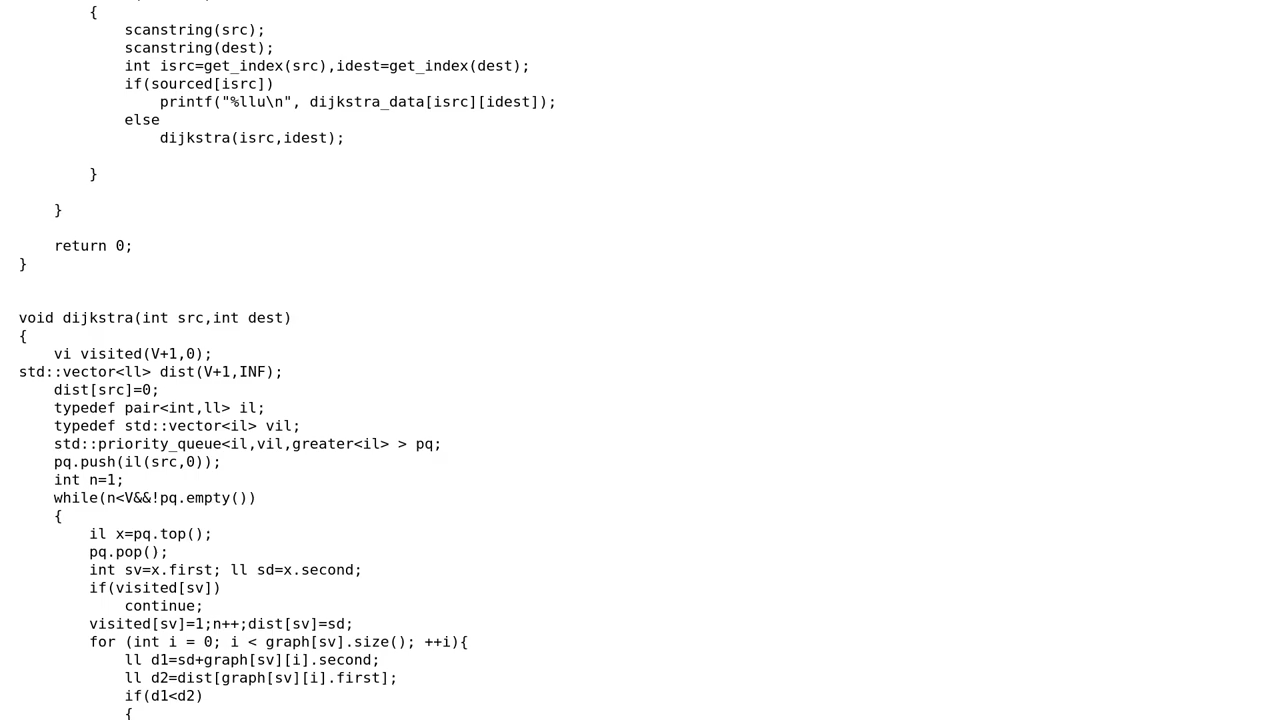 {
scanstring(src);
scanstring(dest);
int isrc=get_index(src),idest=get_index(dest);
if(sourced[isrc])
printf("%llu\n", dijkstra_data[isrc][idest]);
else
dijkstra(isrc,idest);
}
}
return 0;
}
void dijkstra(int src,int dest)
{
vi visited(V+1,0);
std::vector<ll> dist(V+1,INF);
dist[src]=0;
typedef pair<int,ll> il;
typedef std::vector<il> vil;
std::priority_queue<il,vil,greater<il> > pq;
pq.push(il(src,0));
int n=1;
while(n<V&&!pq.empty())
{
il x=pq.top();
pq.pop();
int sv=x.first; ll sd=x.second;
if(visited[sv])
continue;
visited[sv]=1;n++;dist[sv]=sd;
for (int i = 0; i < graph[sv].size(); ++i){
ll d1=sd+graph[sv][i].second;
ll d2=dist[graph[sv][i].first];
if(d1<d2)
{